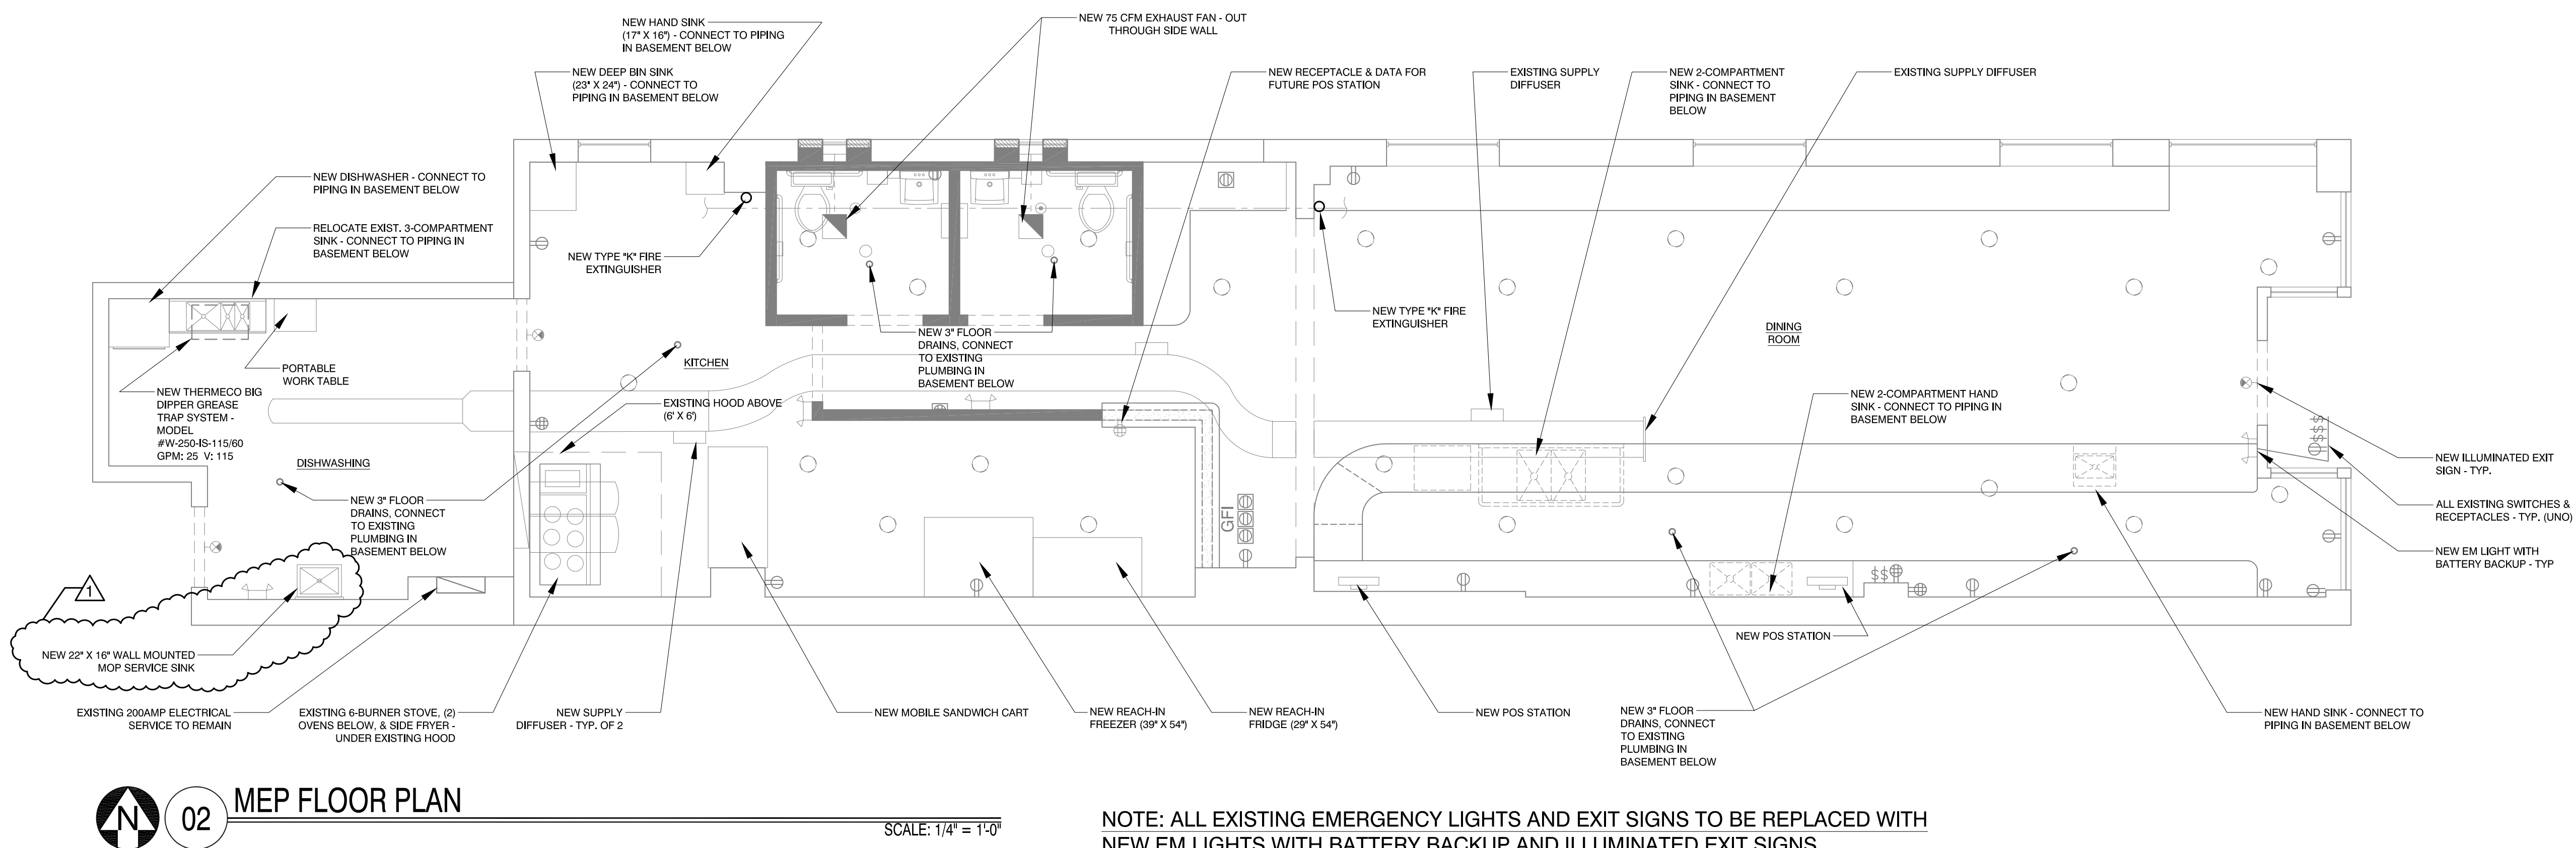 NEW HAND SINK
(17" X 16") - CONNECT TO PIPING
IN BASEMENT BELOW
NEW 75 CFM EXHAUST FAN - OUT
THROUGH SIDE WALL
NEW DEEP BIN SINK
(23" X 24") - CONNECT TO
PIPING IN BASEMENT BELOW
NEW RECEPTACLE & DATA FOR
FUTURE POS STATION
EXISTING SUPPLY
DIFFUSER
NEW 2-COMPARTMENT
SINK - CONNECT TO
PIPING IN BASEMENT
BELOW
EXISTING SUPPLY DIFFUSER
NEW DISHWASHER - CONNECT TO
PIPING IN BASEMENT BELOW
RELOCATE EXIST. 3-COMPARTMENT
SINK - CONNECT TO PIPING IN
BASEMENT BELOW
NEW TYPE "K" FIRE
EXTINGUISHER
NEW TYPE "K" FIRE
EXTINGUISHER
NEW 3" FLOOR
DRAINS, CONNECT
TO EXISTING
PLUMBING IN
BASEMENT BELOW
DINING
ROOM
KITCHEN
PORTABLE
WORK TABLE
NEW THERMECO BIG
DIPPER GREASE
TRAP SYSTEM -
MODEL
#W-250-IS-115/60
GPM: 25 V: 115
EXISTING HOOD ABOVE
(6' X 6')
NEW 2-COMPARTMENT HAND
SINK - CONNECT TO PIPING IN
BASEMENT BELOW
$$$
DISHWASHING
NEW ILLUMINATED EXIT
SIGN - TYP.
NEW 3" FLOOR
DRAINS, CONNECT
TO EXISTING
PLUMBING IN
BASEMENT BELOW
GFI
ALL EXISTING SWITCHES &
RECEPTACLES - TYP. (UNO)
NEW EM LIGHT WITH
BATTERY BACKUP - TYP
$$
1
NEW POS STATION
NEW 22" X 16" WALL MOUNTED
MOP SERVICE SINK
EXISTING 200AMP ELECTRICAL
SERVICE TO REMAIN
EXISTING 6-BURNER STOVE, (2)
OVENS BELOW, & SIDE FRYER -
UNDER EXISTING HOOD
NEW SUPPLY
DIFFUSER - TYP. OF 2
NEW MOBILE SANDWICH CART
NEW REACH-IN
FREEZER (39" X 54")
NEW REACH-IN
FRIDGE (29" X 54")
NEW POS STATION
NEW 3" FLOOR
DRAINS, CONNECT
TO EXISTING
PLUMBING IN
BASEMENT BELOW
NEW HAND SINK - CONNECT TO
PIPING IN BASEMENT BELOW
N
02
MEP FLOOR PLAN
SCALE: 1/4" = 1'-0"
NOTE: ALL EXISTING EMERGENCY LIGHTS AND EXIT SIGNS TO BE REPLACED WITH
NEW EM LIGHTS WITH BATTERY BACKUP AND ILLUMINATED EXIT SIGNS